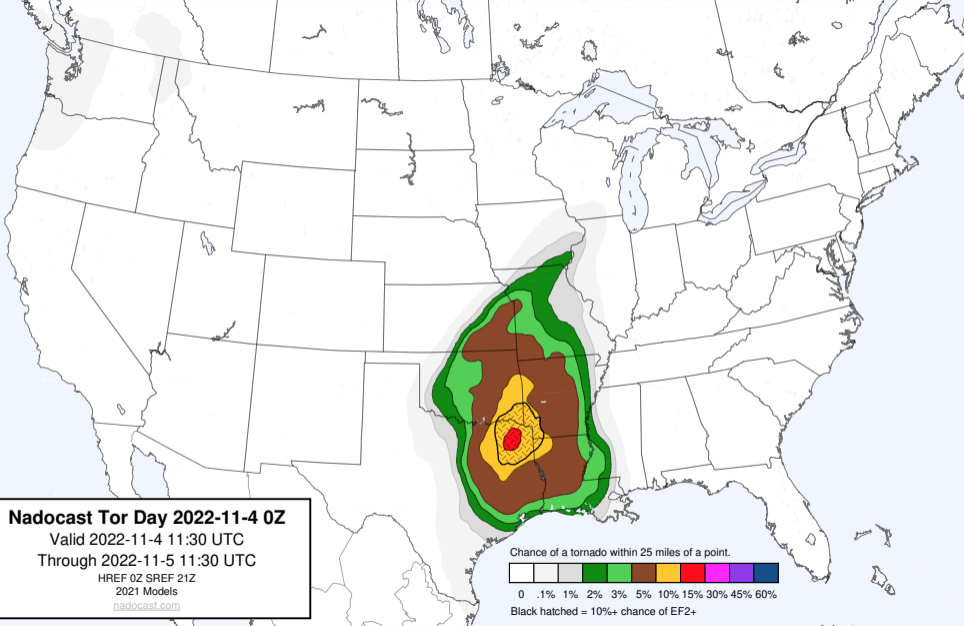 Nadocast Tor Day 2022-11-4 0Z
Valid 2022-11-4 11:30 UTC
Through 2022-11-5 11:30 UTC
HREF 0Z SREF 21Z
2021 Models
nadocast.com
Chance of a tornado within 25 miles of a point.
0 .1% 1% 2% 3% 5% 10% 15% 30% 45% 60%
Black hatched = 10%+ chance of EF2+